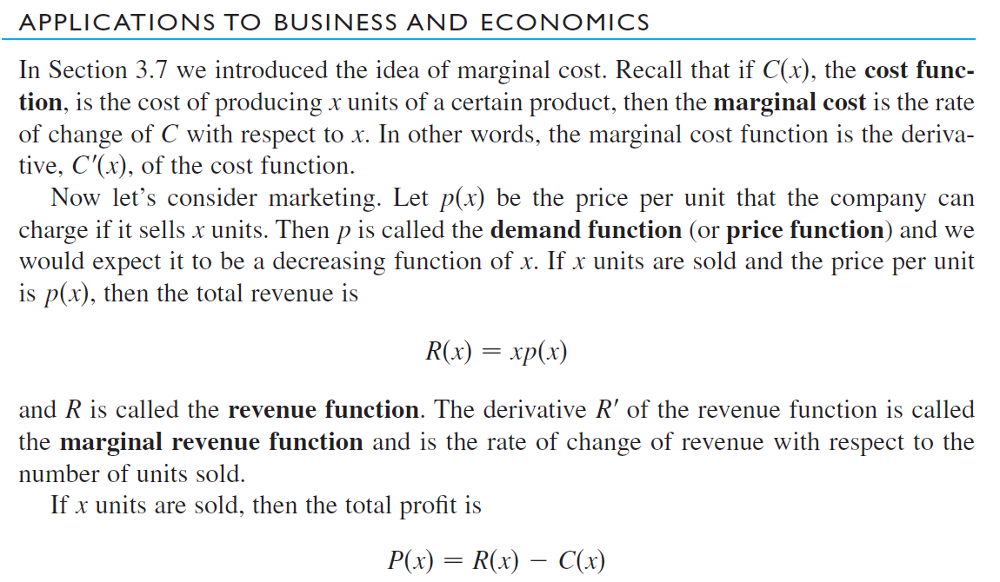 APPLICATIONS TO BUSINESS AND ECONOMICS
In Section 3.7 we introduced the idea of marginal cost. Recall that if C(x), the cost func-
tion, is the cost of producing x units of a certain product, then the marginal cost is the rate
of change of C with respect to x. In other words, the marginal cost function is the deriva-
tive, C′(x), of the cost function.
Now let’s consider marketing. Let p(x) be the price per unit that the company can
charge if it sells x units. Then p is called the demand function (or price function) and we
would expect it to be a decreasing function of x. If x units are sold and the price per unit
is p(x), then the total revenue is
R(x) = xp(x)
and R is called the revenue function. The derivative R′ of the revenue function is called
the marginal revenue function and is the rate of change of revenue with respect to the
number of units sold.
If x units are sold, then the total profit is
P(x) = R(x) − C(x)